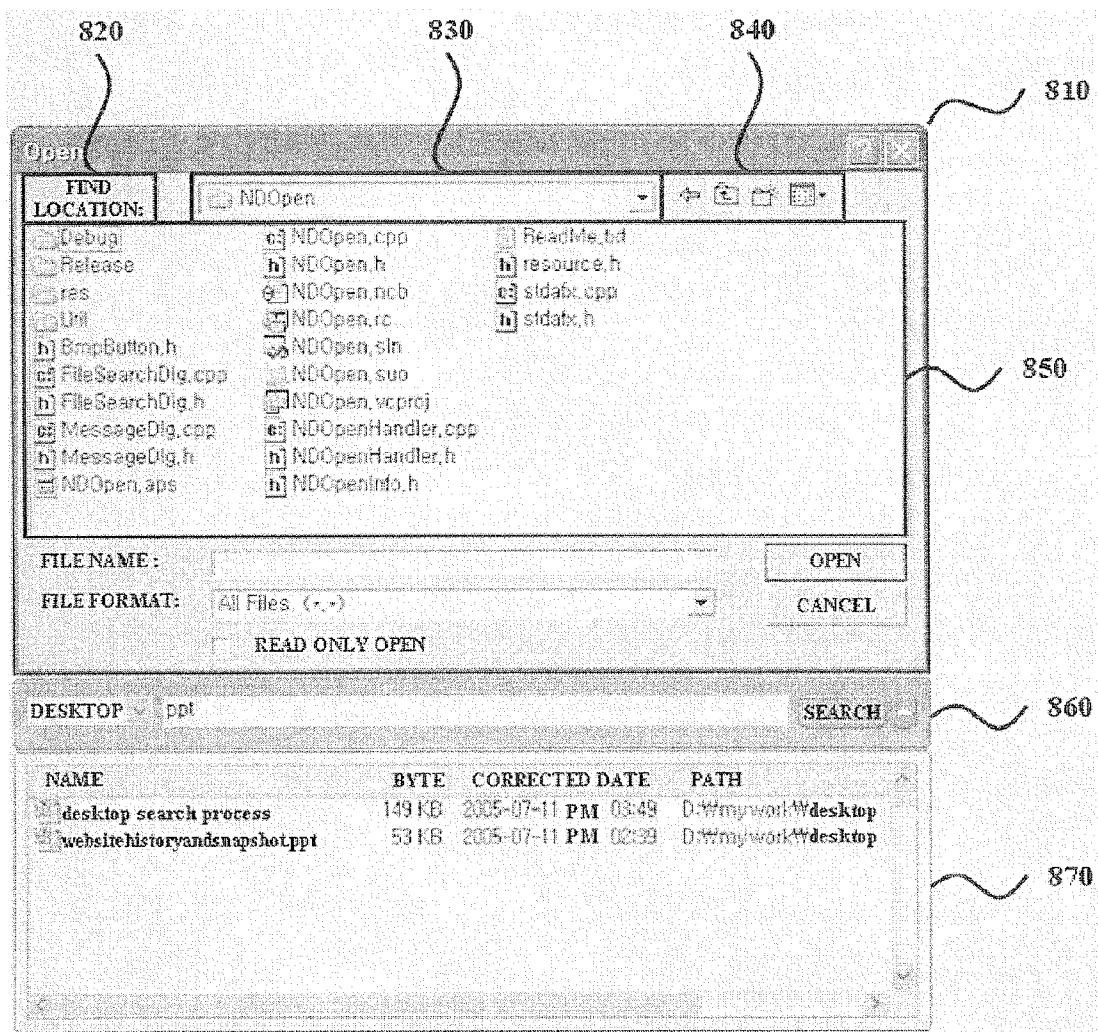 820 830 840
810
Open
FIND LOCATION:
NDOpen
Debug NDOpen.cpp ReadMe.txt
Release NDOpen.h resource.h
res NDOpen.ncb stdafx.cpp
Util NDOpen.rc stdafx.h
BmpButton.h NDOpen.sln
850
FileSearchDlg.cpp NDOpen.suo
FileSearchDlg.h NDOpen.vcproj
MessageDlg.cpp NDOpenHandler.cpp
MessageDlg.h NDOpenHandler.h
NDOpen.aps NDOpenInfo.h
FILE NAME : OPEN
FILE FORMAT: All Files (*.*) CANCEL
READ ONLY OPEN
DESKTOP ppt SEARCH
860
NAME BYTE CORRECTED DATE PATH
desktop search process 149 KB 2005-07-11 PM 03:49 D:₩mywork₩desktop
websitehistoryandsnapshot.ppt 53 KB 2005-07-11 PM 02:39 D:₩mywork₩desktop
870